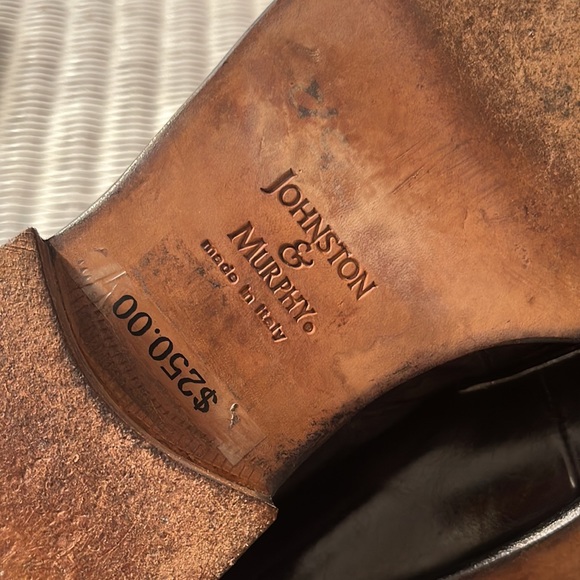 JOHNSTON
&
MURPHY®
made in italy
$250.00